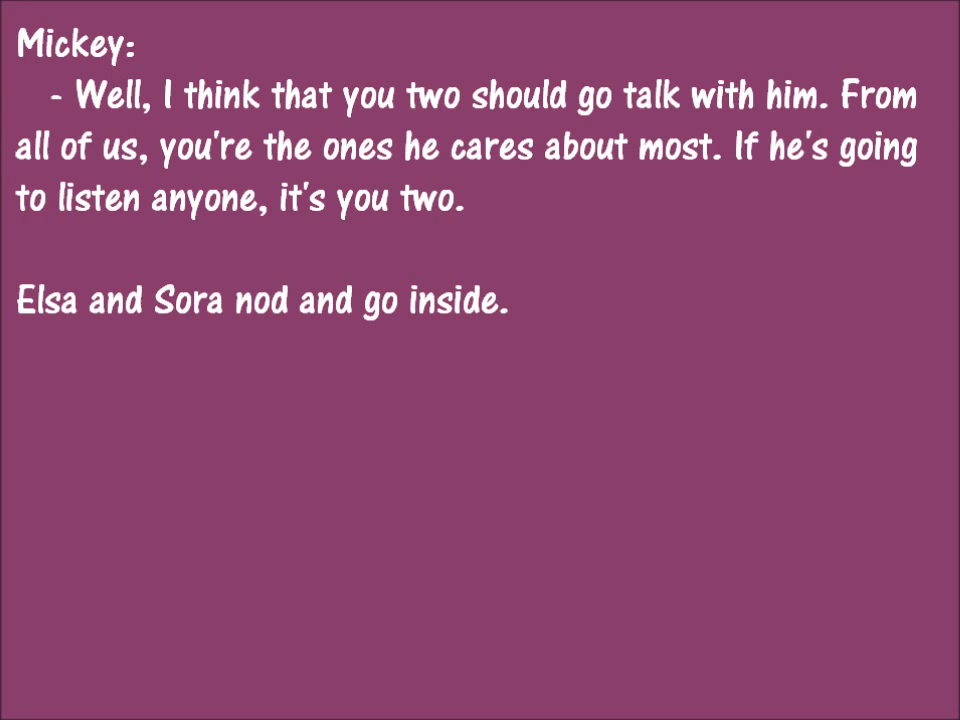 Mickey:
- Well, I think that you two should go talk with him. From
all of us, you're the ones he cares about most. If he's going
to listen anyone, it's you two.
Elsa and Sora nod and go inside.